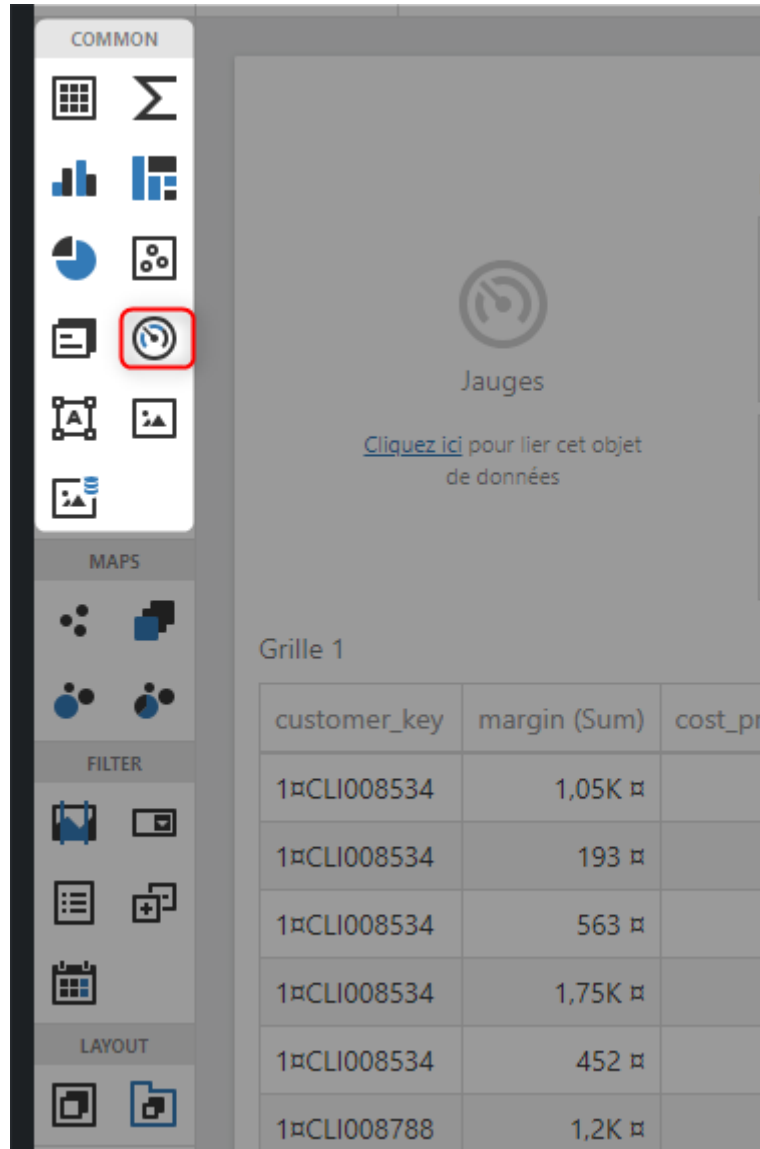 COMMON
Jauges
Cliquez ici pour lier cet objet
de données
MAPS
Grille 1
customer_key margin (Sum) cost_pr
FILTER
1¤CLI008534 1,05K ¤
1¤CLI008534 193 ¤
1¤CLI008534 563 ¤
1¤CLI008534 1,75K ¤
LAYOUT
1¤CLI008534 452 ¤
1¤CLI008788 1,2K ¤